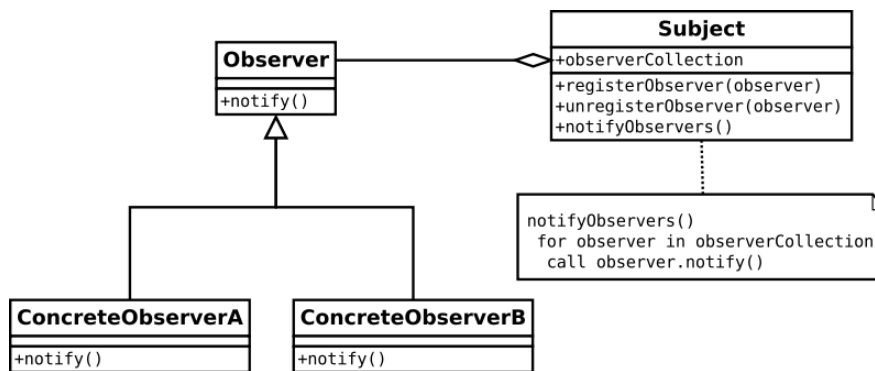 Subject
+observerCollection
+registerObserver(observer)
+unregisterObserver(observer)
+notifyObservers()
Observer
+notify()
notifyObservers()
for observer in observerCollection
call observer.notify()
ConcreteObserverA
+notify()
ConcreteObserverB
+notify()